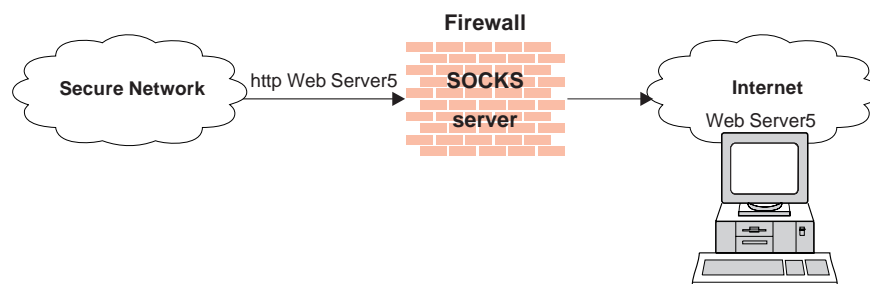 Firewall
Secure Network
http Web Server5
SOCKS
server
Internet
Web Server5